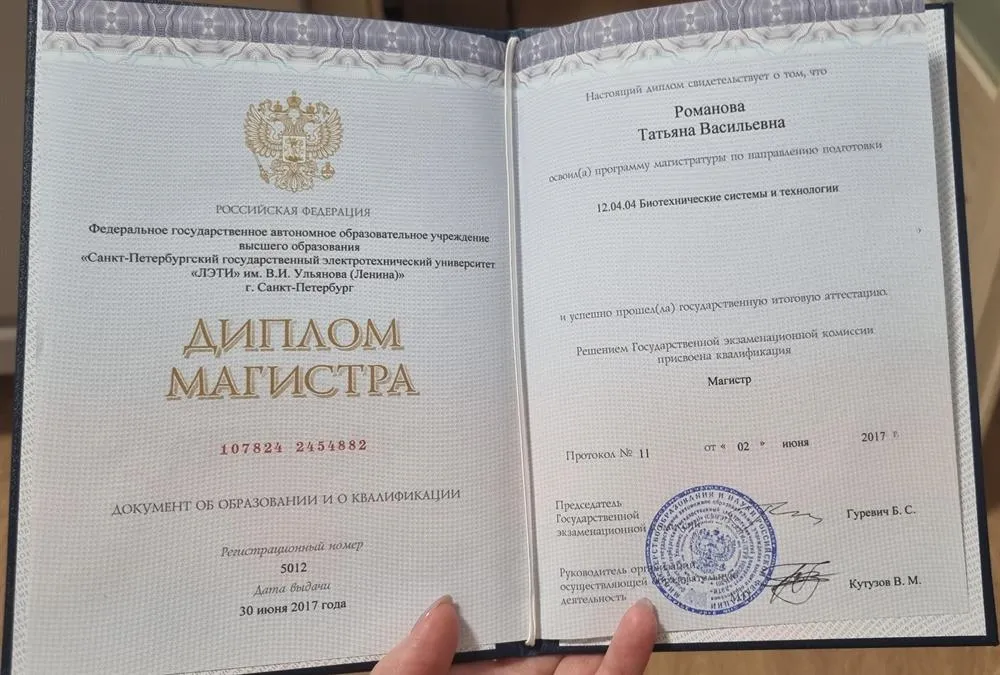 РОССИЙСКАЯ ФЕДЕРАЦИЯ
Федеральное государственное автономное образовательное учреждение
высшего образования
«Санкт-Петербургский государственный электротехнический университет
«ЛЭТИ» им. В.И. Ульянова (Ленина)»
г. Санкт-Петербург
ДИПЛОМ
МАГИСТРА
107824 2454882
ДОКУМЕНТ ОБ ОБРАЗОВАНИИ И О КВАЛИФИКАЦИИ
Регистрационный номер
5012
Дата выдачи
30 июня 2017 года
Настоящий диплом свидетельствует о том, что
Романова
Татьяна Васильевна
освоил(а) программу магистратуры по направлению подготовки
12.04.04 Биотехнические системы и технологии
и успешно прошел(ла) государственную итоговую аттестацию.
Решением Государственной экзаменационной комиссии
присвоена квалификация
Магистр
Протокол № 11 от « 02 » июня 2017 г.
Председатель
Государственной
экзаменационной
Гуревич Б. С.
Руководитель организации,
осуществляющей образовательную
деятельность
Кутузов В. М.